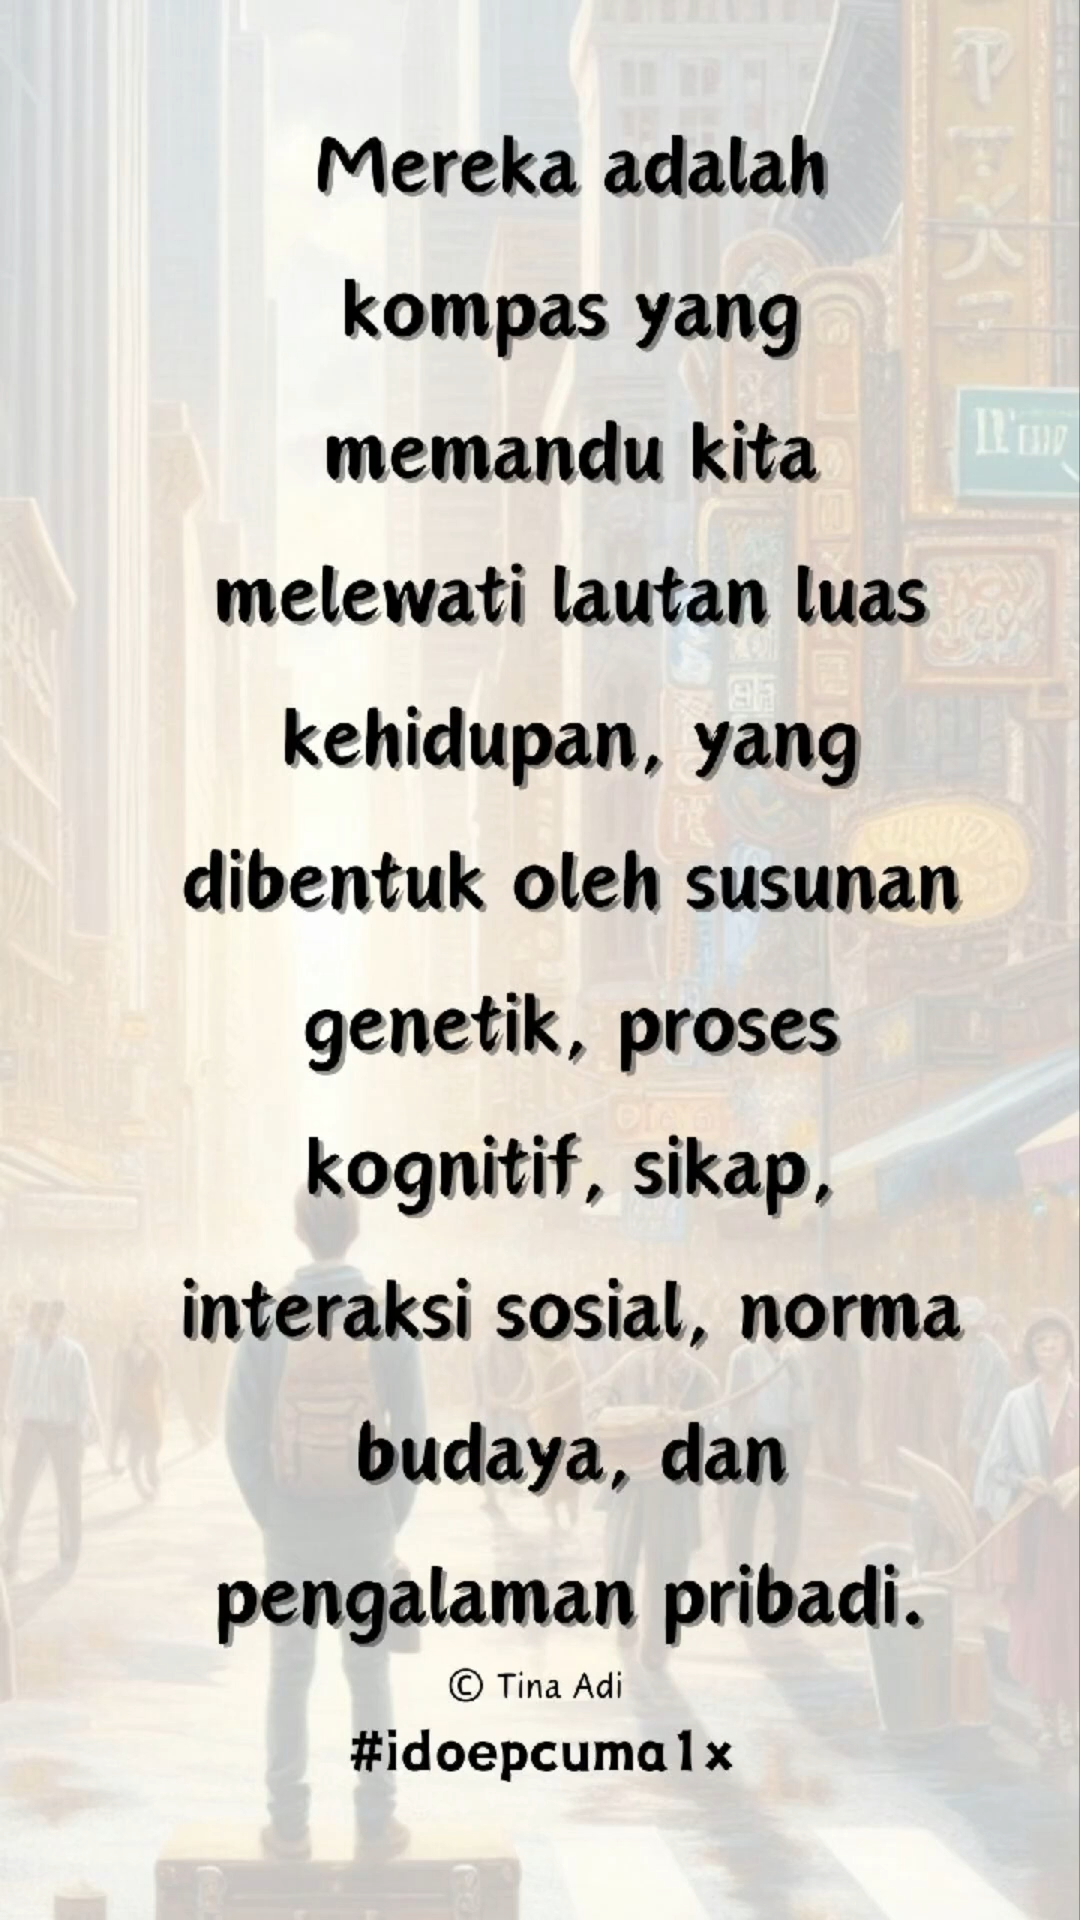 Mereka adalah
kompas yang
memandu kita
melewati lautan luas
kehidupan, yang
dibentuk oleh susunan
genetik, proses
kognitif, sikap,
interaksi sosial, norma
budaya, dan
pengalaman pribadi.
© Tina Adi
#idoepcuma1x